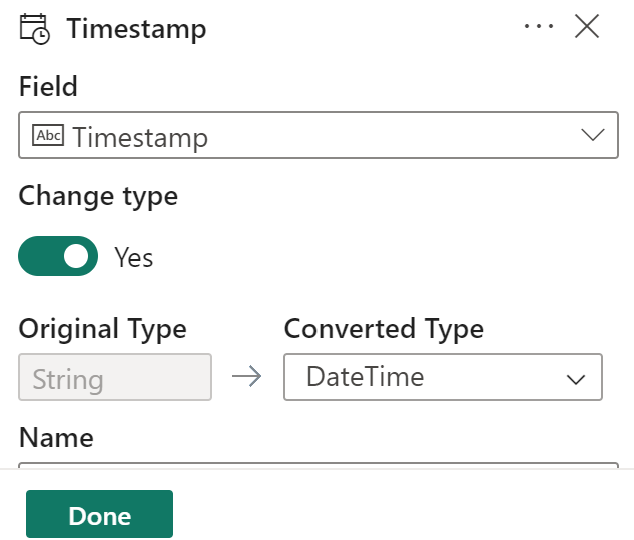 Timestamp
Field
Abc Timestamp
Change type
Yes
Original Type Converted Type
String DateTime
Name
Done